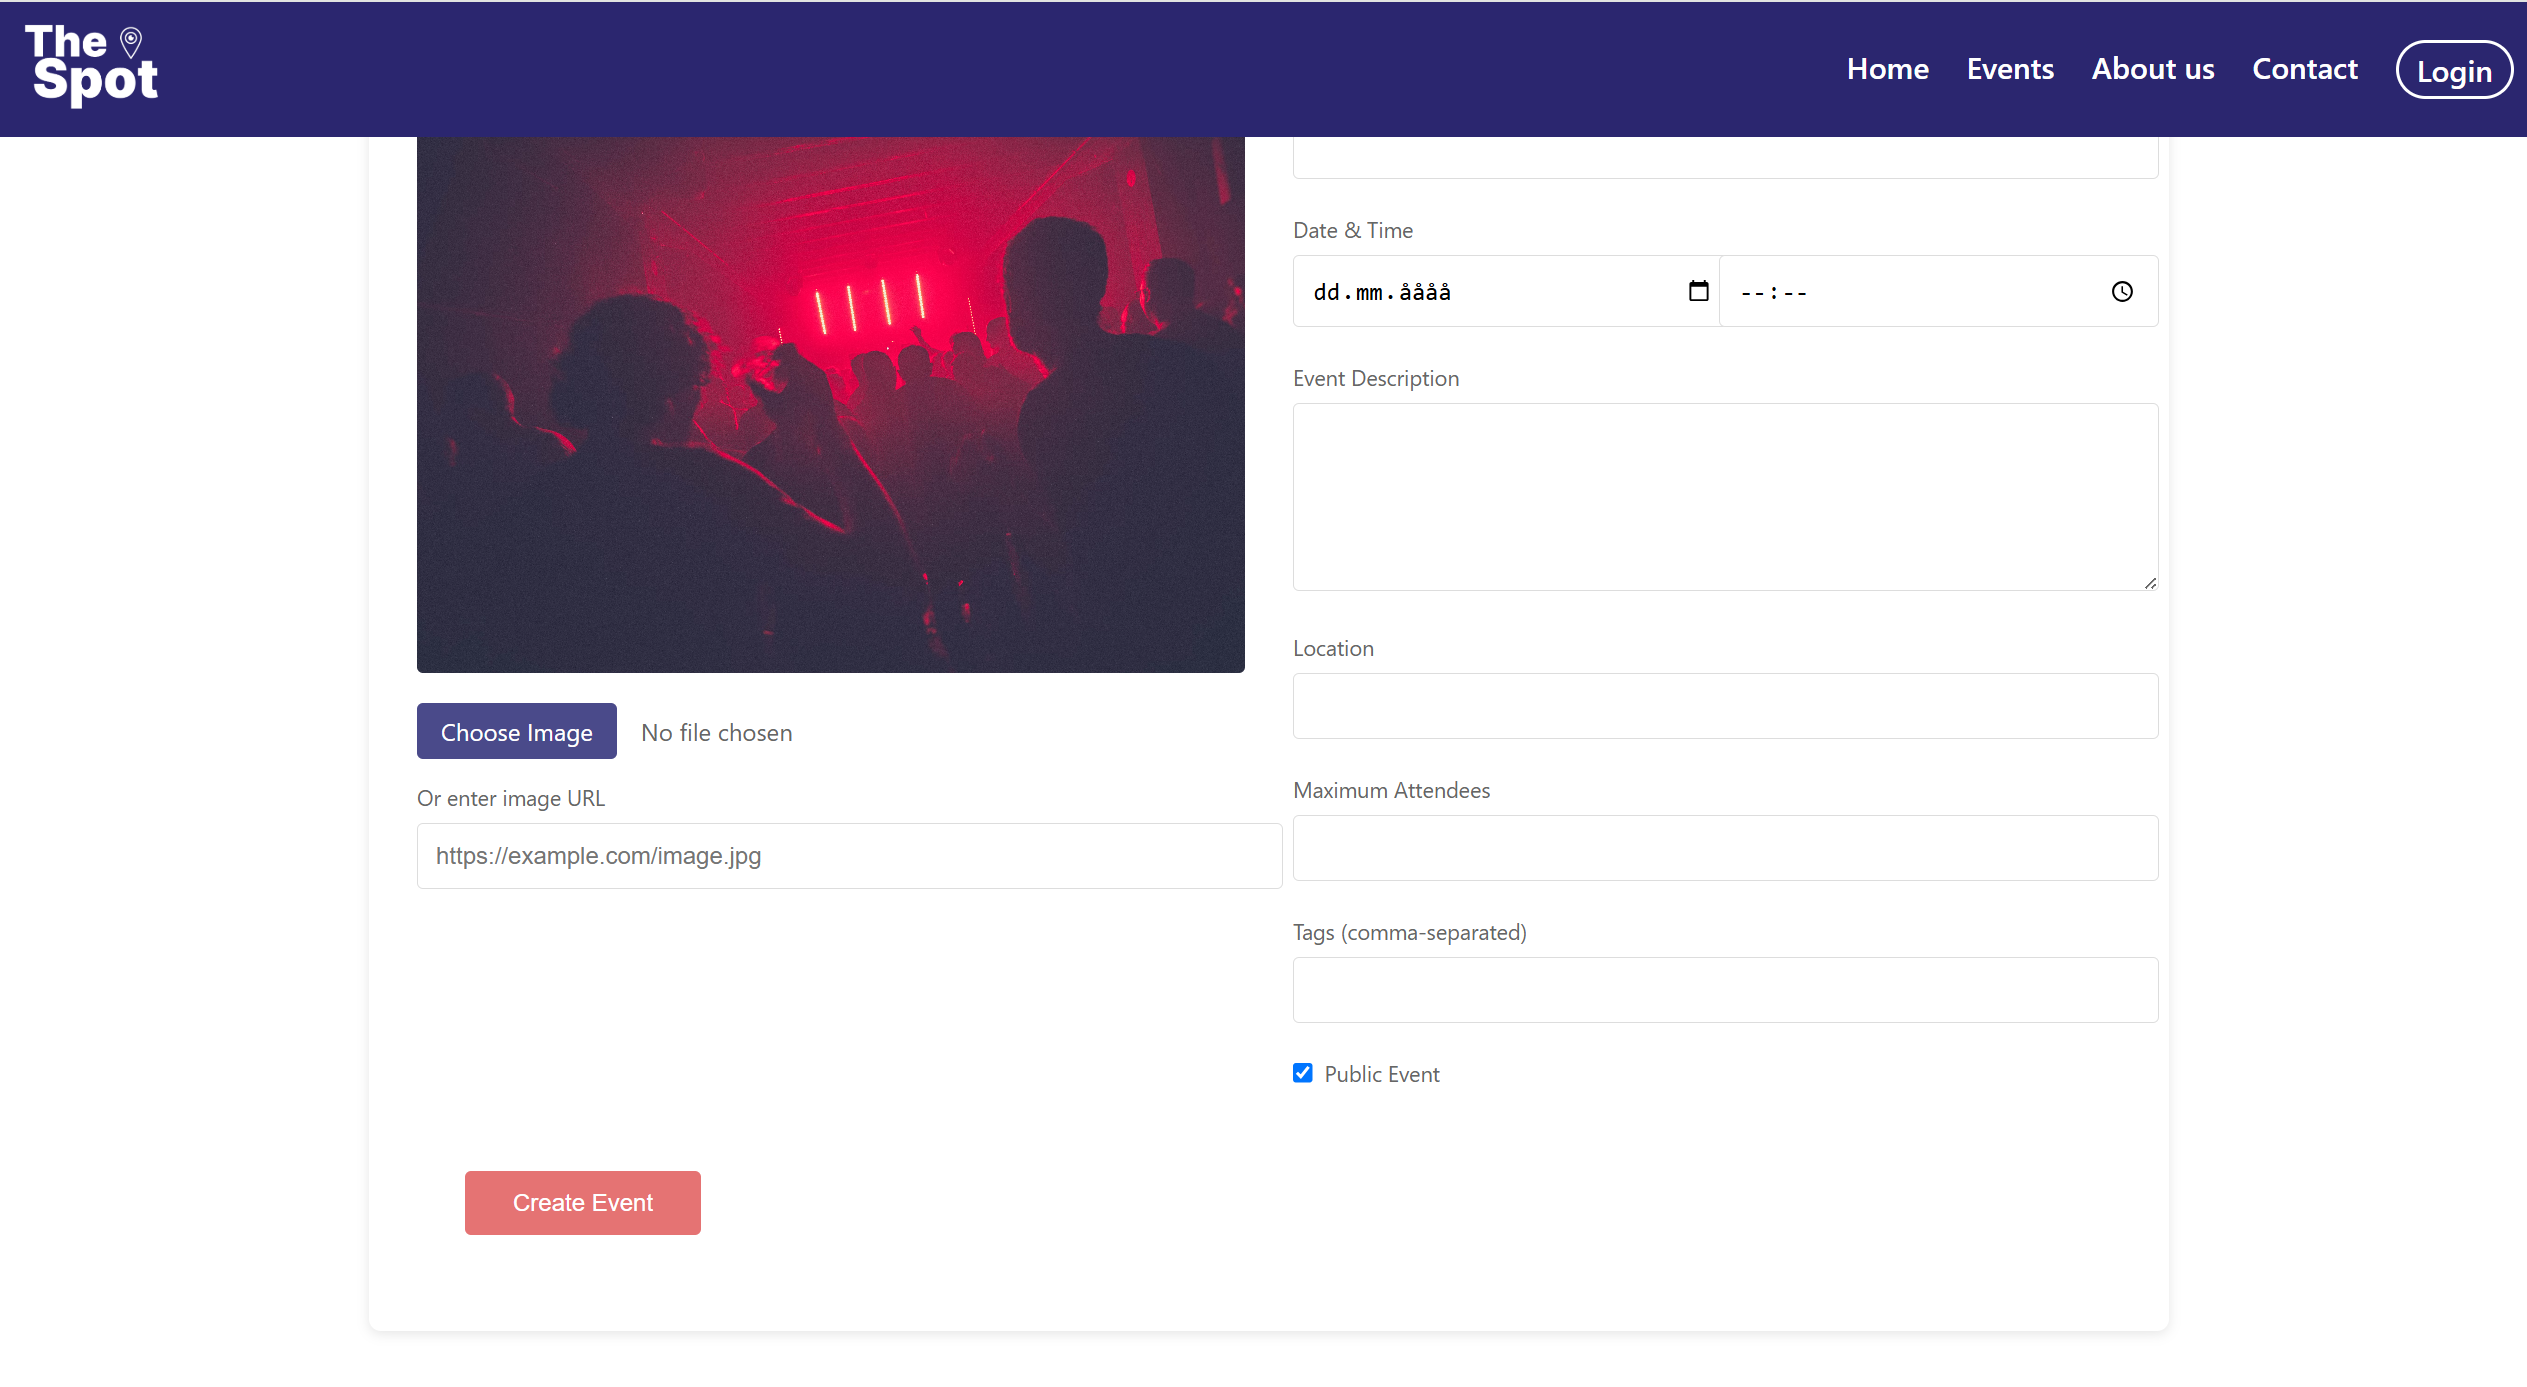 The
Spot
Home
Events
About us
Contact
Login
Choose Image
No file chosen
Or enter image URL
https://example.com/image.jpg
Date & Time
dd.mm.åååå
--:--
Event Description
Location
Maximum Attendees
Tags (comma-separated)
Public Event
Create Event